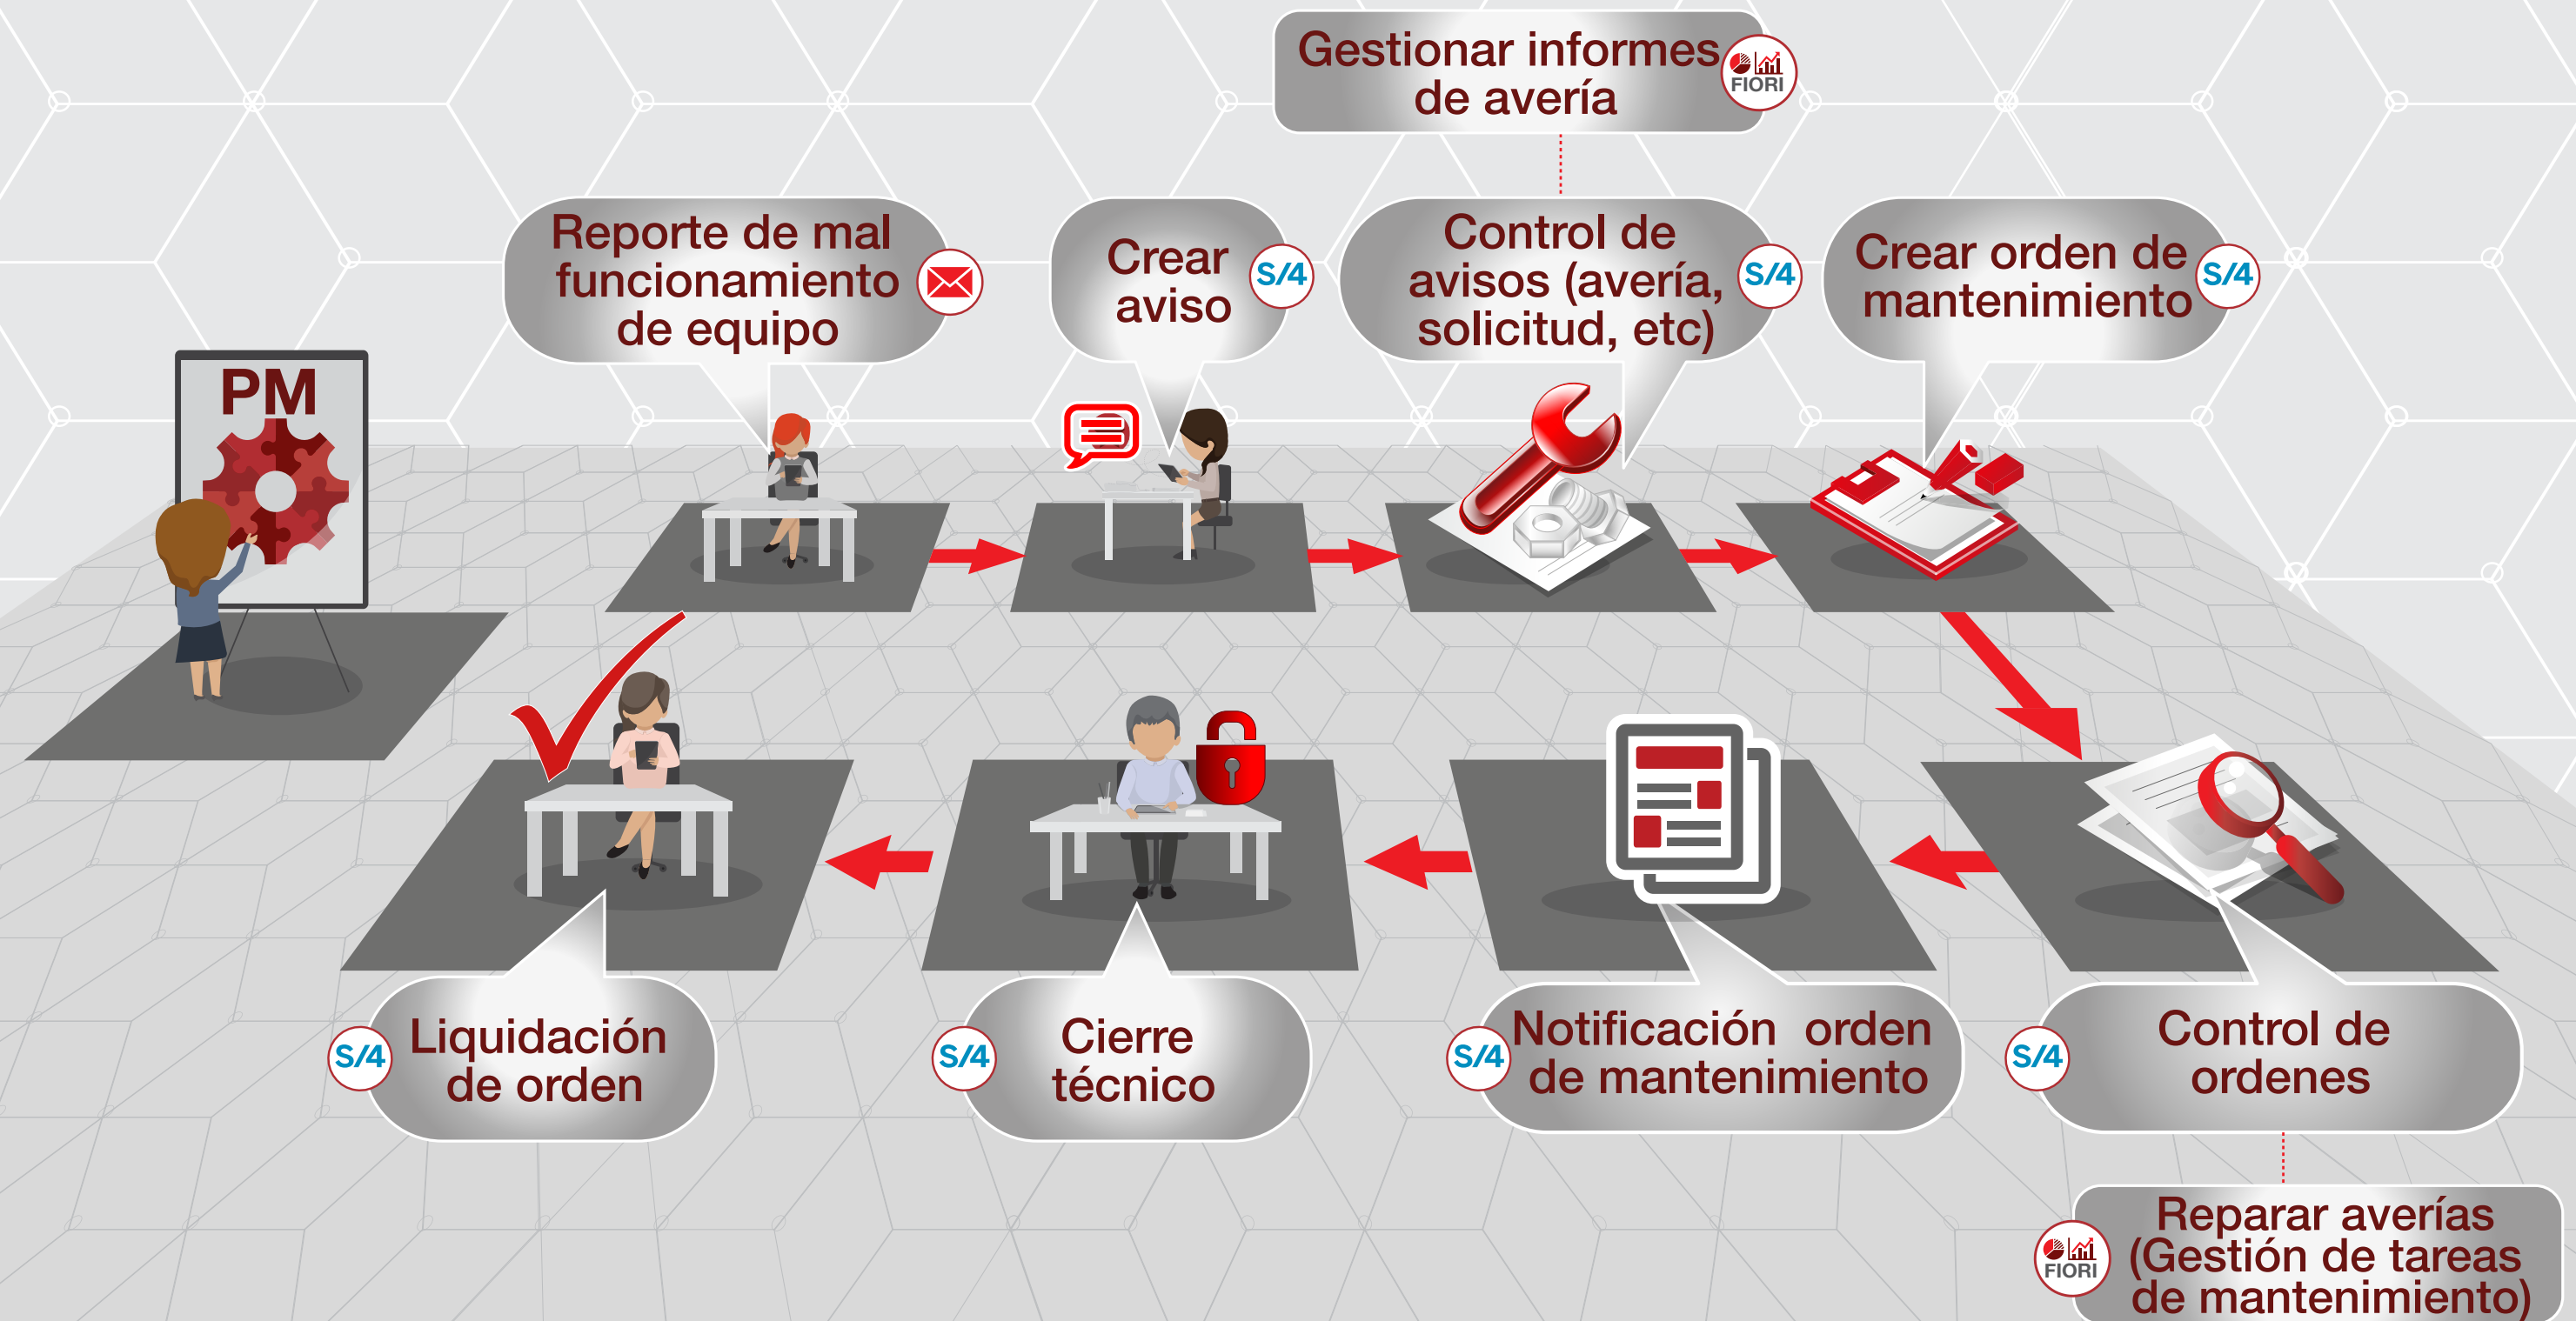 Gestionar informes
de avería
FIORI
Reporte de mal
funcionamiento
de equipo
Crear
aviso
S/4
Control de
avisos (avería,
solicitud, etc)
S/4
Crear orden de
mantenimiento
S/4
PM
Liquidación
de orden
S/4
Cierre
técnico
S/4
Notificación orden
de mantenimiento
S/4
Control de
ordenes
S/4
Reparar averías
(Gestión de tareas
de mantenimiento)
FIORI